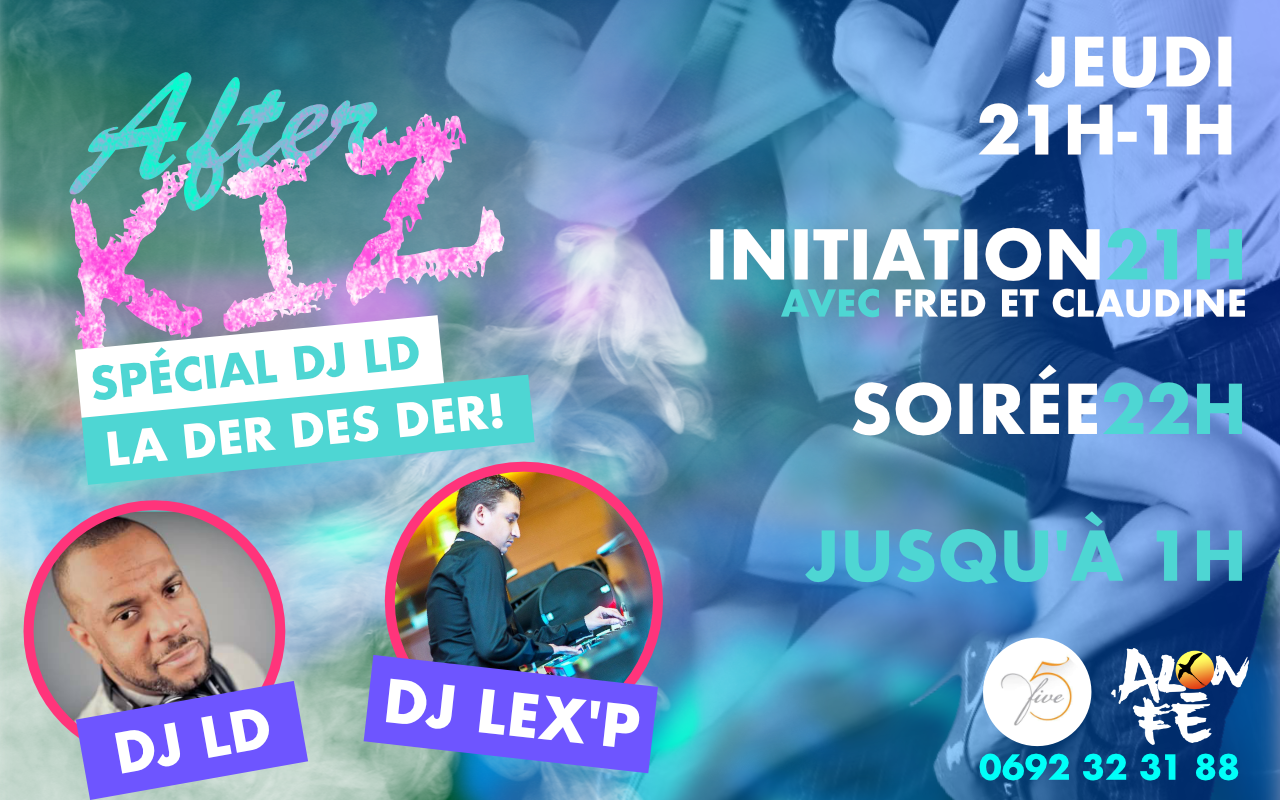 After
KIZ
SPÉCIAL DJ LD
LA DER DES DER!
DJ LD
DJ LEX'P
JEUDI
21H-1H
INITIATION21H
AVEC FRED ET CLAUDINE
SOIRÉE22H
JUSQU'À 1H
5
five
ALON
FÉ
0692 32 31 88